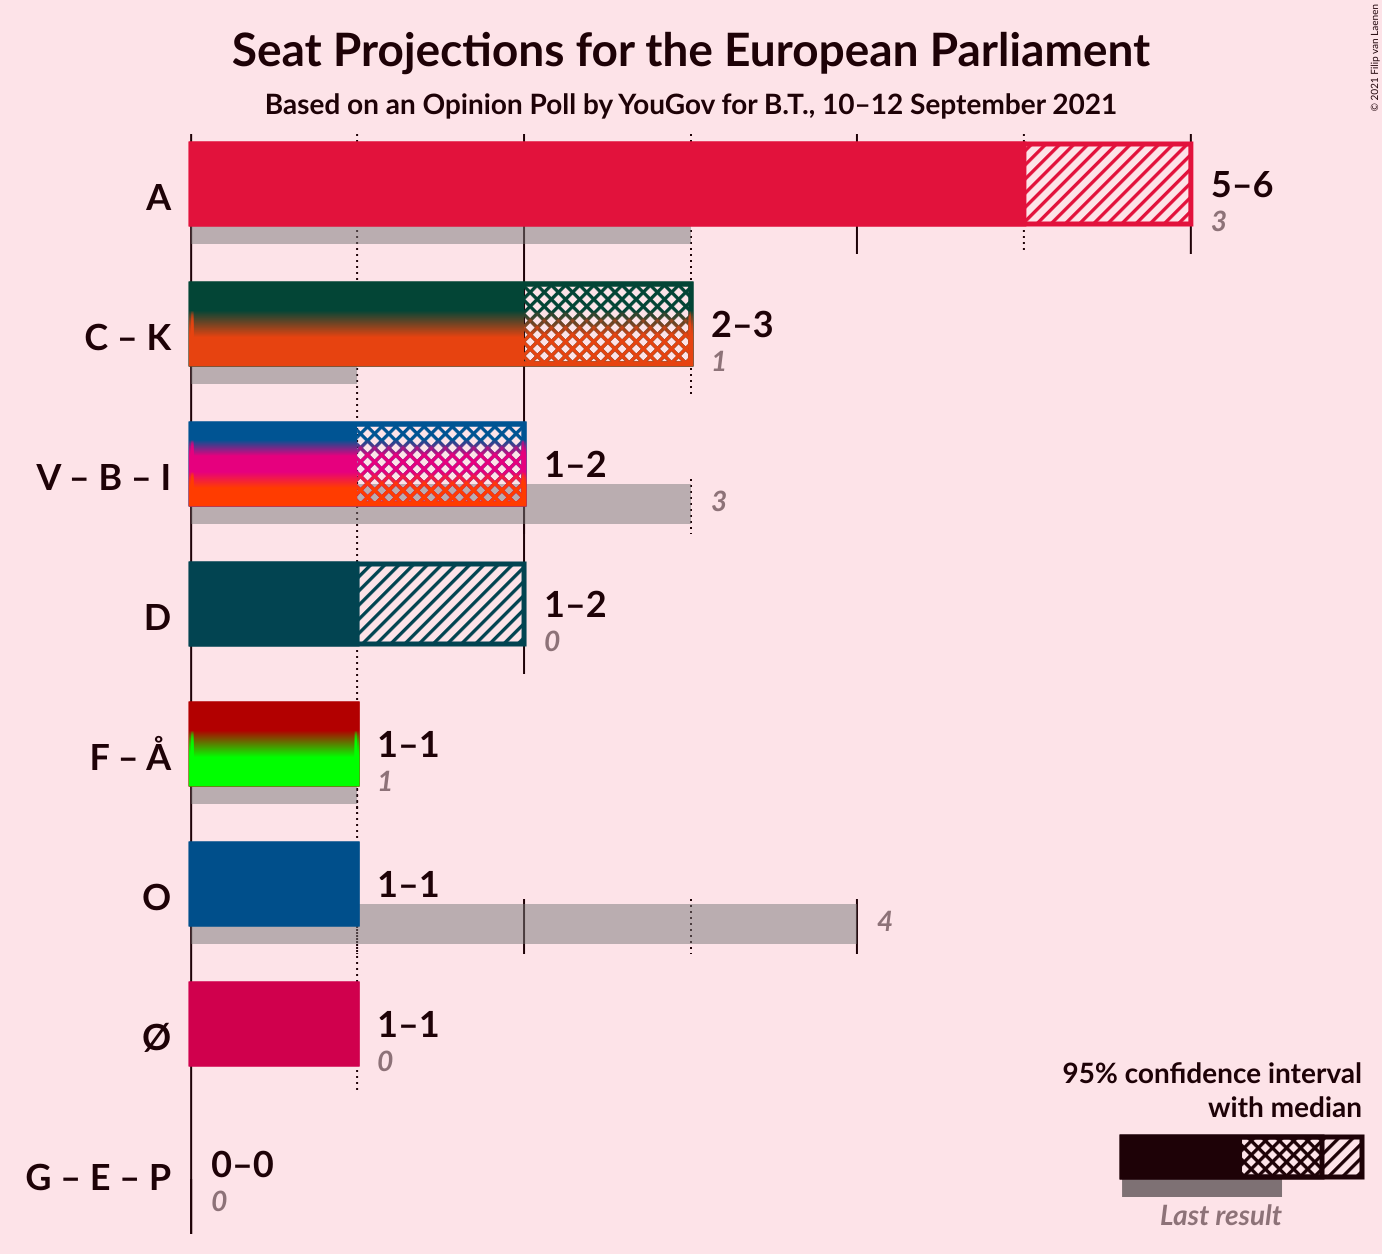 Seat Projections for the European Parliament
Based on an Opinion Poll by YouGov for B.T., 10–12 September 2021
© 2021 Filip van Laenen
A
5–6
3
C – K
2–3
1
V – B – I
1–2
3
D
1–2
0
F – Å
1–1
1
O
1–1
4
Ø
1–1
0
G – E – P
0–0
0
95% confidence interval
with median
Last result